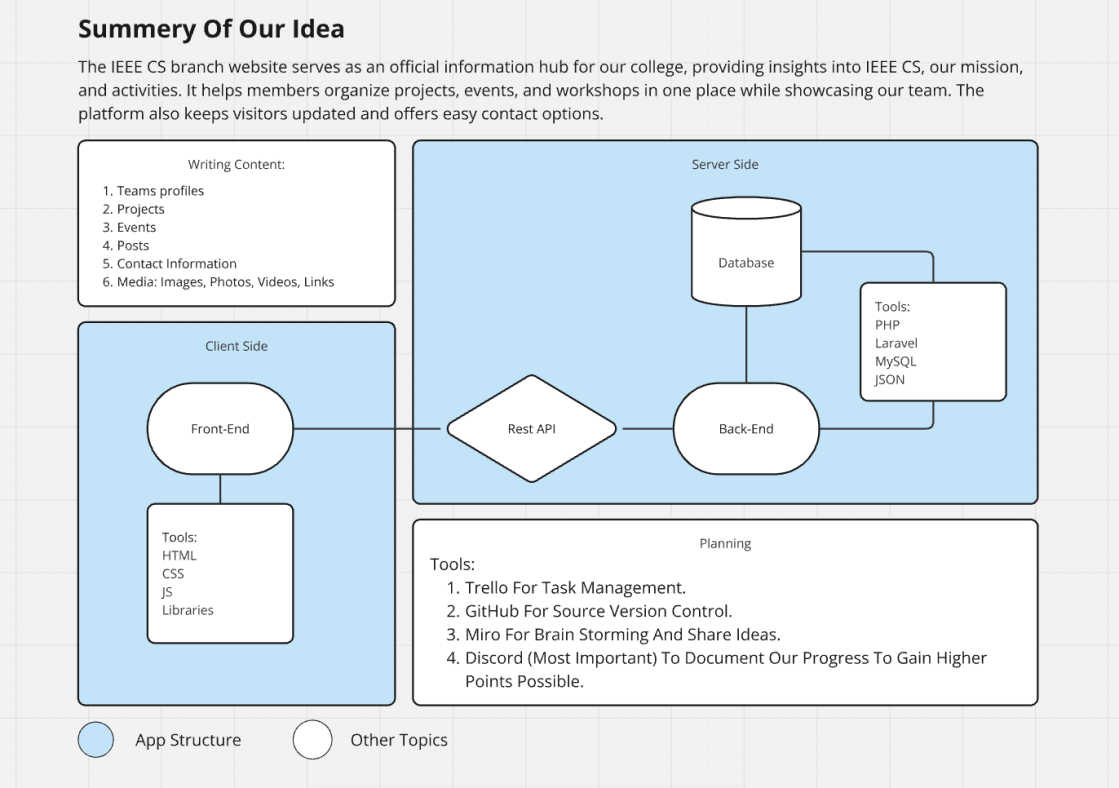 Summery Of Our Idea
The IEEE CS branch website serves as an official information hub for our college, providing insights into IEEE CS, our mission,
and activities. It helps members organize projects, events, and workshops in one place while showcasing our team. The
platform also keeps visitors updated and offers easy contact options.
Writing Content:
1. Teams profiles
2. Projects
3. Events
4. Posts
5. Contact Information
6. Media: Images, Photos, Videos, Links
Server Side
Database
Tools:
PHP
Laravel
MySQL
JSON
Client Side
Front-End
Rest API
Back-End
Tools:
HTML
CSS
JS
Libraries
Planning
Tools:
1. Trello For Task Management.
2. GitHub For Source Version Control.
3. Miro For Brain Storming And Share Ideas.
4. Discord (Most Important) To Document Our Progress To Gain Higher
Points Possible.
App Structure
Other Topics